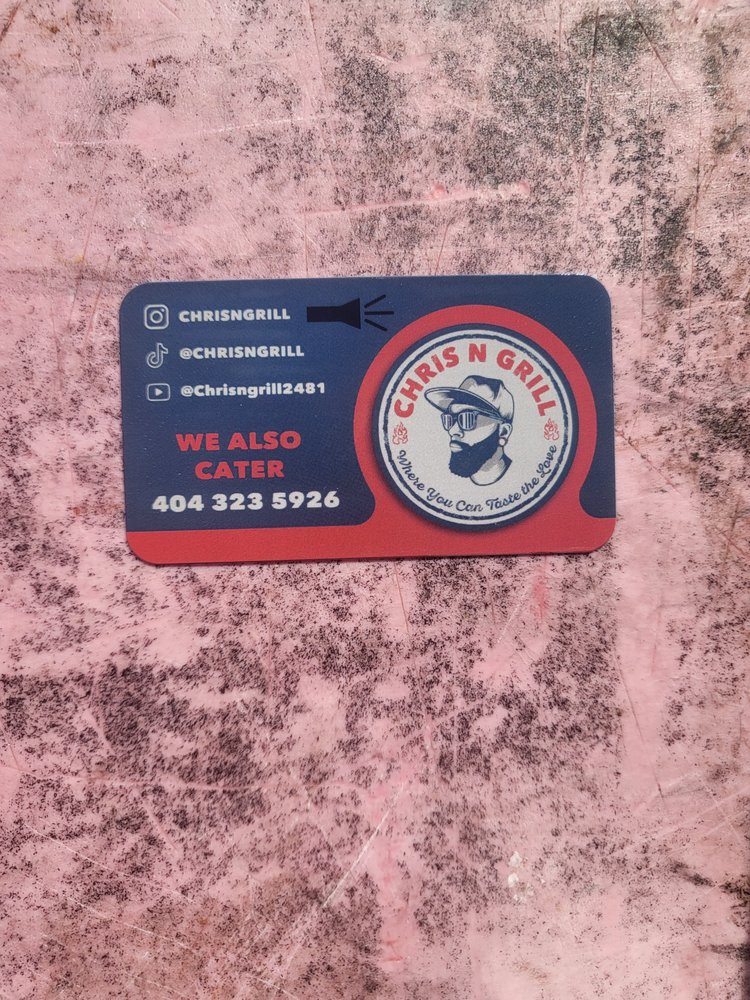 CHRISNGRILL
@CHRISNGRILL
@Chrisngrill2481
WE ALSO
CATER
404 323 5926
CHRIS N GRILL
Where You Can Taste the Love